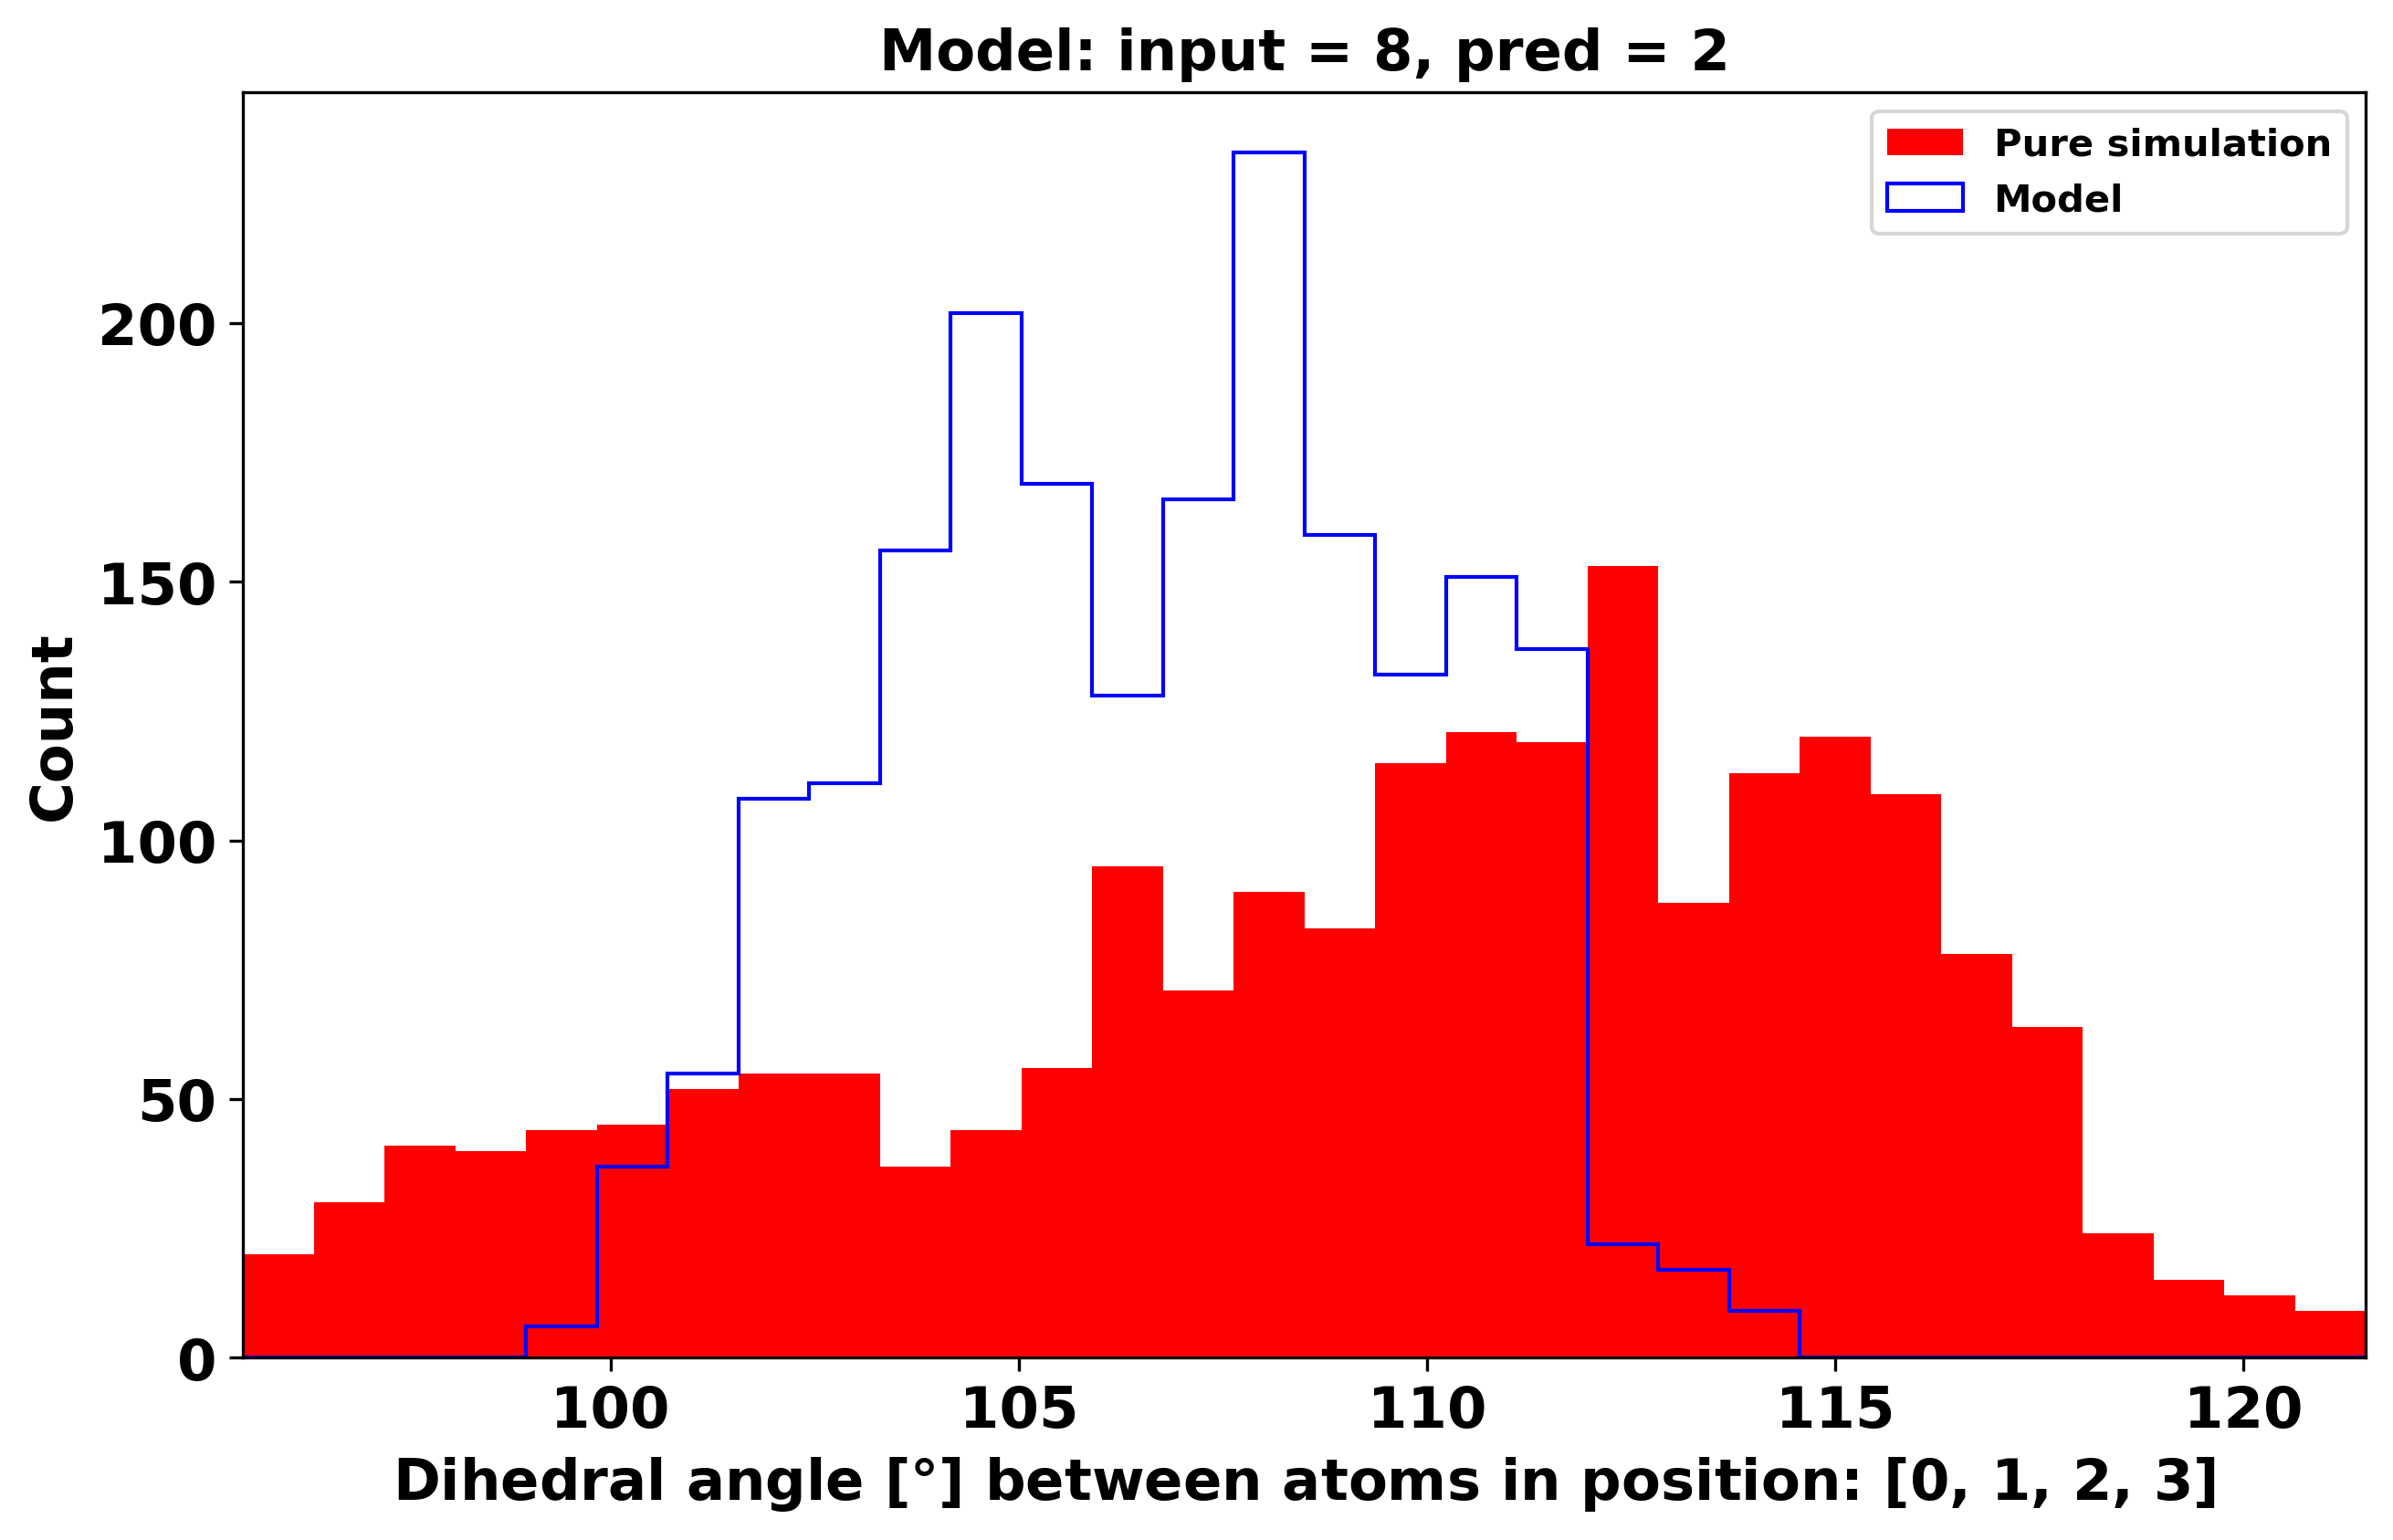 Model: input = 8, pred = 2
Pure simulation
Model
Count
200
150
100
50
0
100 105 110 115 120
Dihedral angle [°] between atoms in position: [0, 1, 2, 3]